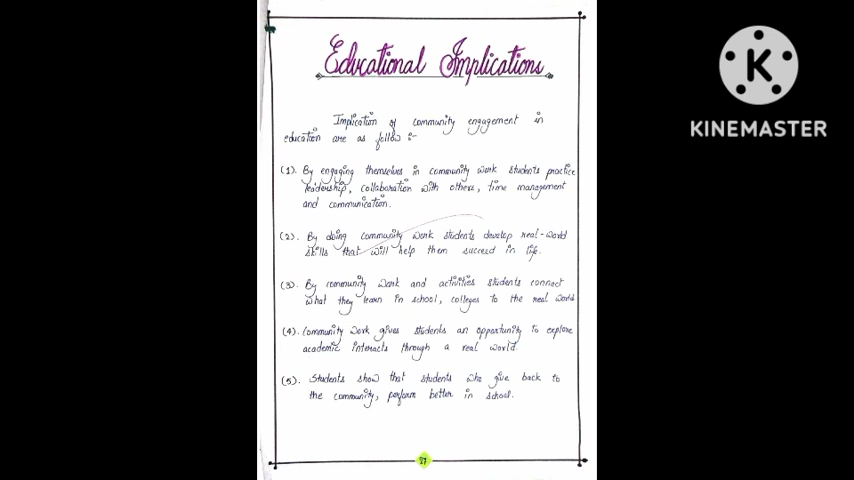 Educational Implications
Implication of community engagement in
education are as follow :-
(1). By engaging themselves in community work students practice
leadership, collaboration with others, time management
and communication.
(2). By doing community work students develop real-world
skills that will help them succeed in life.
(3). By community work and activities students connect
what they learn in school, colleges to the real world
(4). Community work gives students an opportunity to explore
academic interacts through a real world.
(5). Students show that students who give back to
the community, perform better in school.
27
K
KINEMASTER